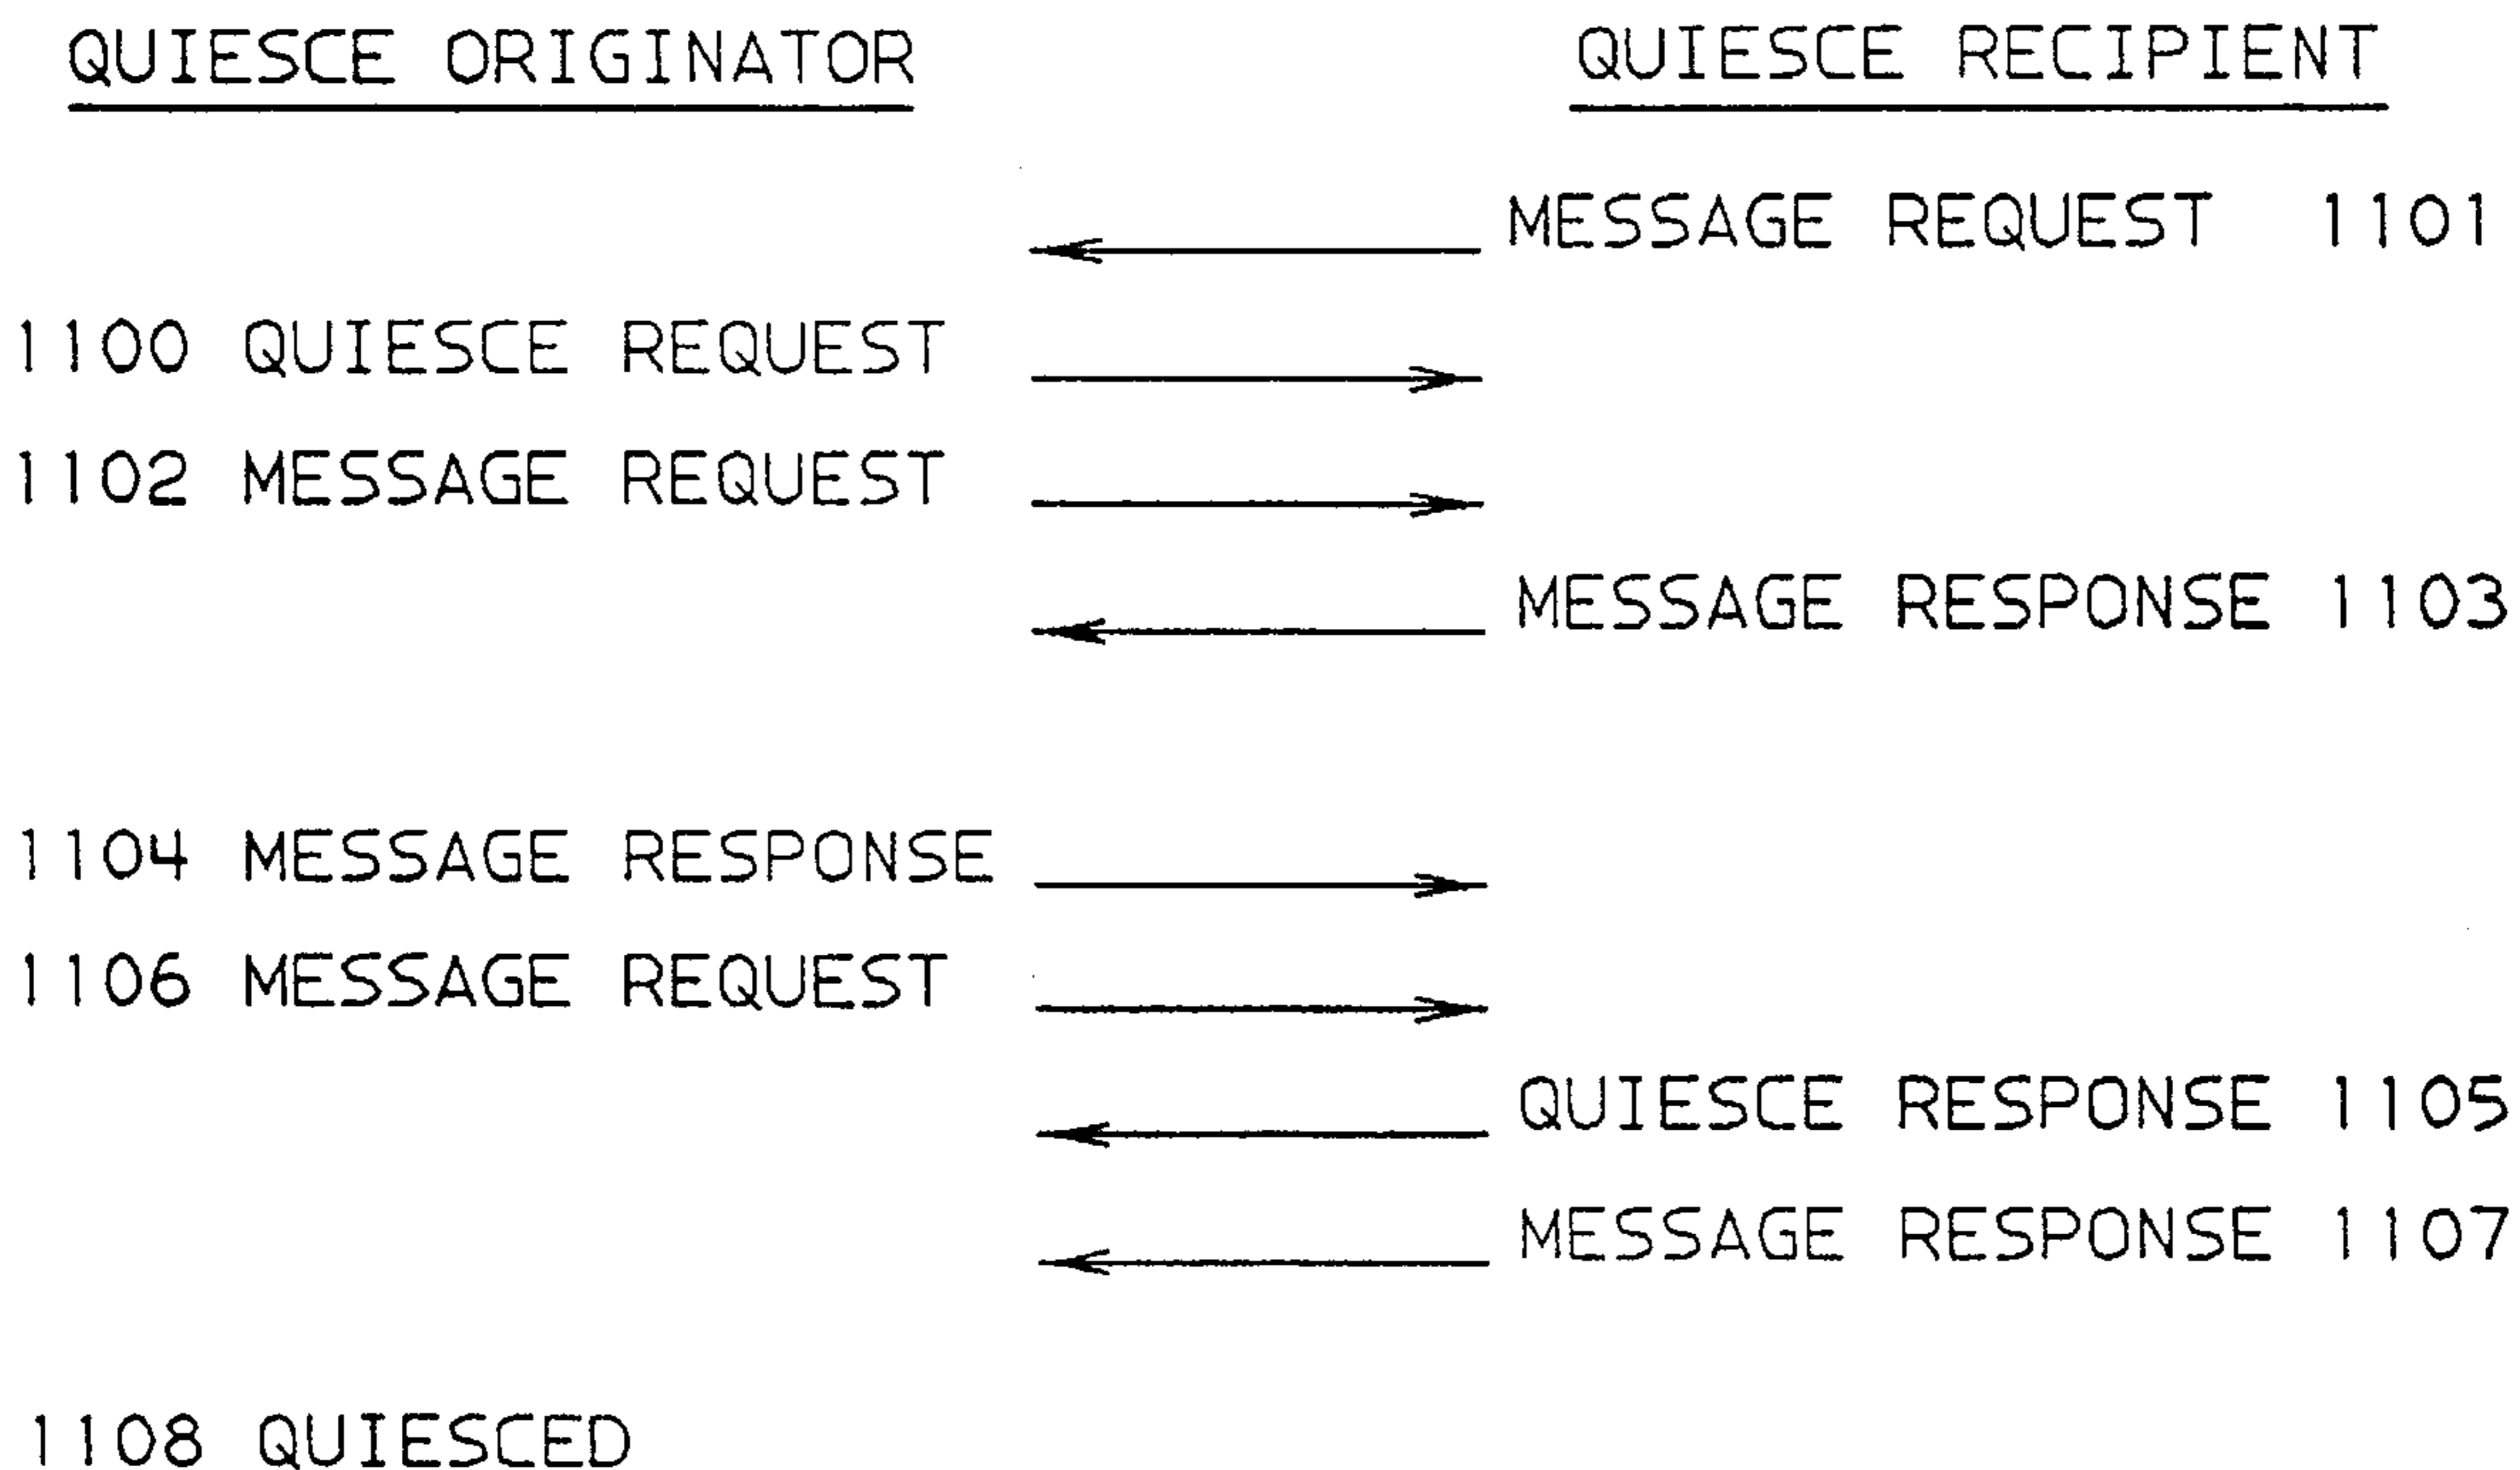 QUIESCE ORIGINATOR QUIESCE RECIPIENT
MESSAGE REQUEST 1101
1100 QUIESCE REQUEST
1102 MESSAGE REQUEST
MESSAGE RESPONSE 1103
1104 MESSAGE RESPONSE
1106 MESSAGE REQUEST
QUIESCE RESPONSE 1105
MESSAGE RESPONSE 1107
1108 QUIESCED